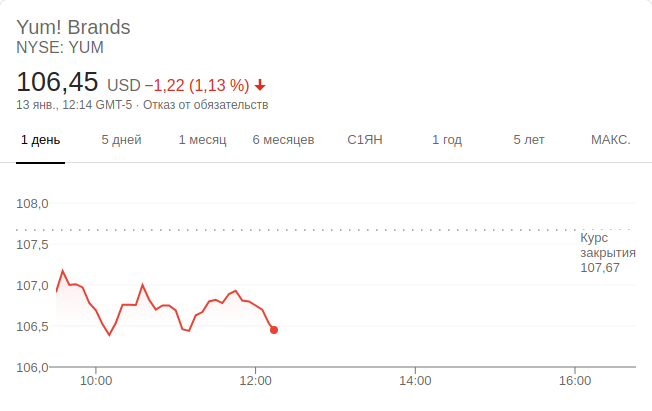 Yum! Brands
NYSE: YUM
106,45 USD −1,22 (1,13 %)
13 янв., 12:14 GMT-5 · Отказ от обязательств
1 день 5 дней 1 месяц 6 месяцев С1ЯН 1 год 5 лет МАКС.
108,0
107,5
107,0
106,5
106,0
Курс
закрытия
107,67
10:00 12:00 14:00 16:00